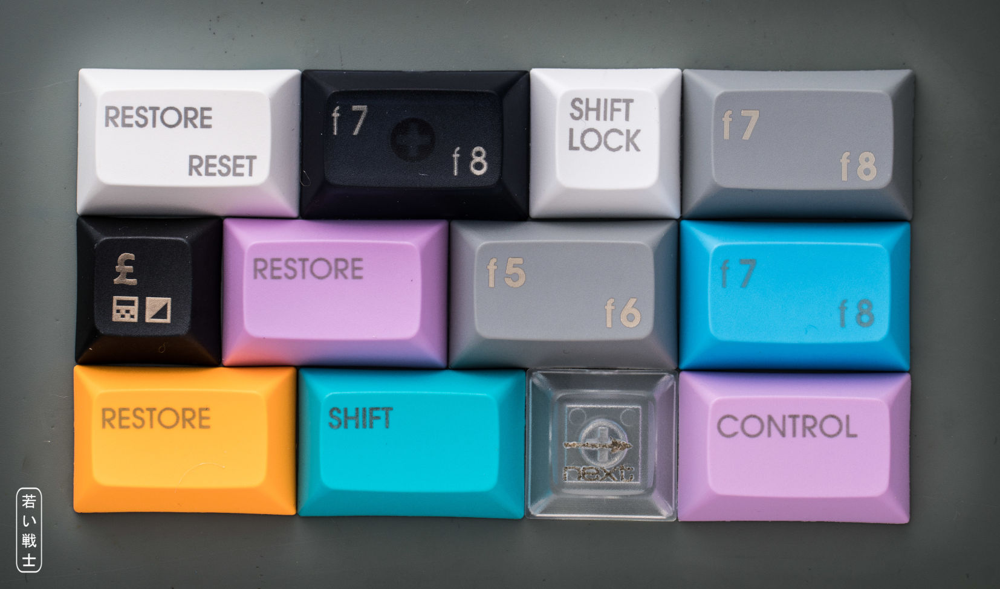 RESTORE
RESET
f7
f8
SHIFT
LOCK
f7
f8
£
RESTORE
f5
f6
f7
f8
RESTORE
SHIFT
next
CONTROL
若い戦士